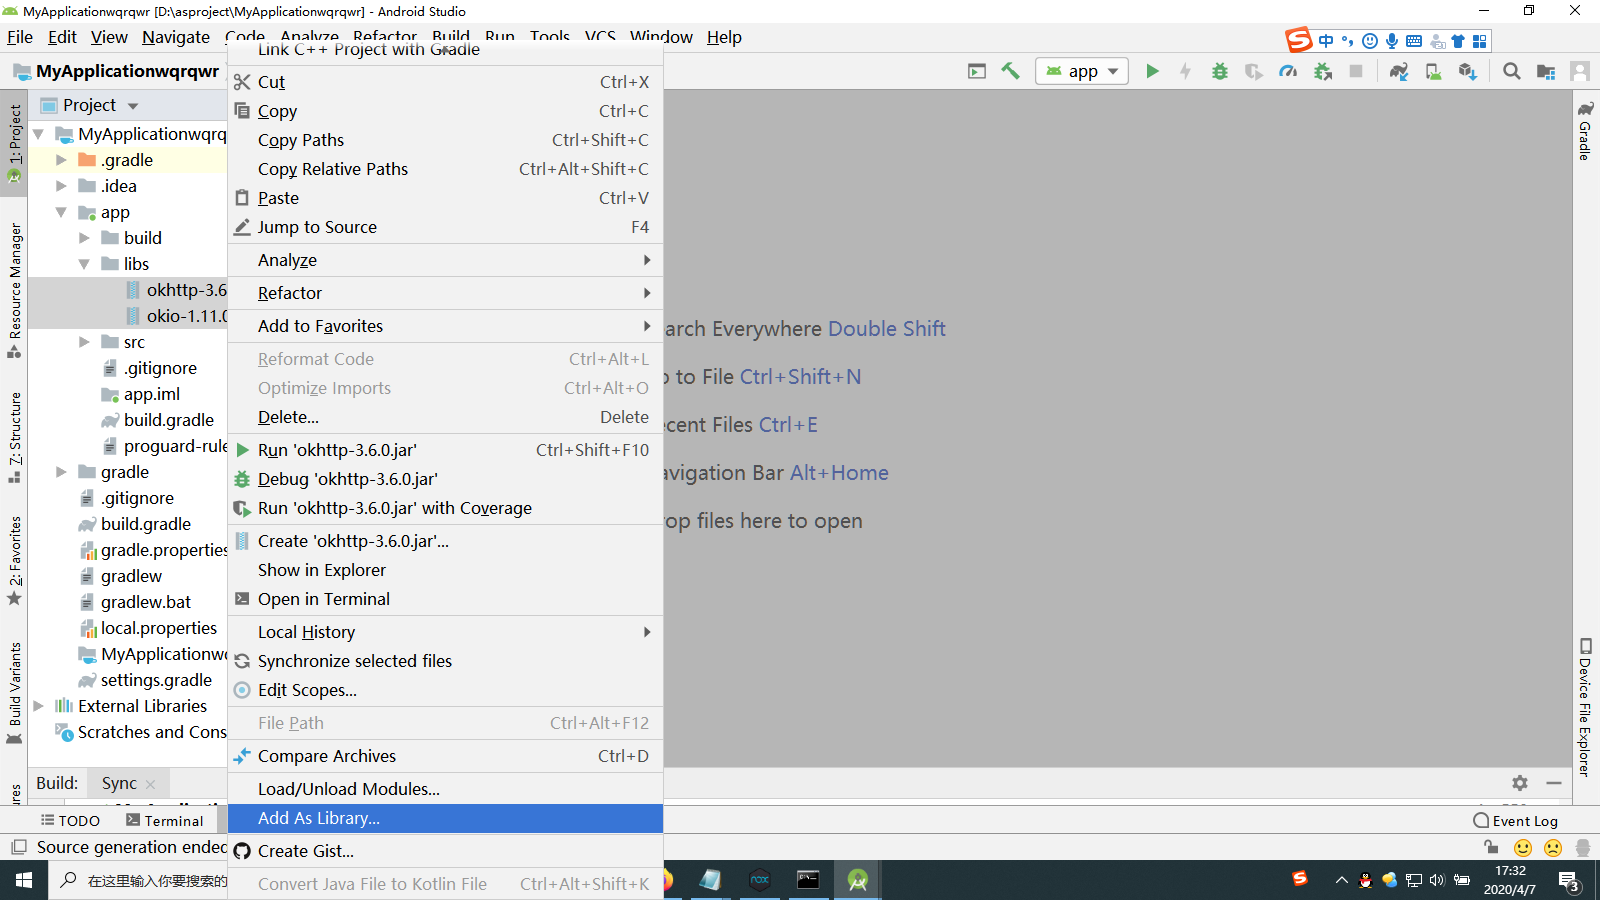 MyApplicationwqrqwr [D:\asproject\MyApplicationwqrqwr] - Android Studio
File Edit View Navigate Code Analyze Refactor Build Run Tools VCS Window Help
中
MyApplicationwqrqwr
app
Project
MyApplicationwqrq
.gradle
.idea
app
build
libs
okhttp-3.6
okio-1.11.0
src
.gitignore
app.iml
build.gradle
proguard-rule
gradle
.gitignore
build.gradle
gradle.properties
gradlew
gradlew.bat
local.properties
MyApplicationw
settings.gradle
External Libraries
Scratches and Cons
1: Project
Resource Manager
Z: Structure
2: Favorites
Build Variants
Link C++ Project with Gradle
Cut Ctrl+X
Copy Ctrl+C
Copy Paths Ctrl+Shift+C
Copy Relative Paths Ctrl+Alt+Shift+C
Paste Ctrl+V
Jump to Source F4
Analyze
Refactor
Add to Favorites
Reformat Code Ctrl+Alt+L
Optimize Imports Ctrl+Alt+O
Delete... Delete
Run 'okhttp-3.6.0.jar' Ctrl+Shift+F10
Debug 'okhttp-3.6.0.jar'
Run 'okhttp-3.6.0.jar' with Coverage
Create 'okhttp-3.6.0.jar'...
Show in Explorer
Open in Terminal
Local History
Synchronize selected files
Edit Scopes...
File Path Ctrl+Alt+F12
Compare Archives Ctrl+D
Load/Unload Modules...
Add As Library...
Create Gist...
Convert Java File to Kotlin File Ctrl+Alt+Shift+K
arch Everywhere Double Shift
o to File Ctrl+Shift+N
ecent Files Ctrl+E
avigation Bar Alt+Home
rop files here to open
Gradle
Device File Explorer
Build: Sync
TODO Terminal Event Log
Source generation ended
在这里输入你要搜索的
nox
17:32
2020/4/7
3